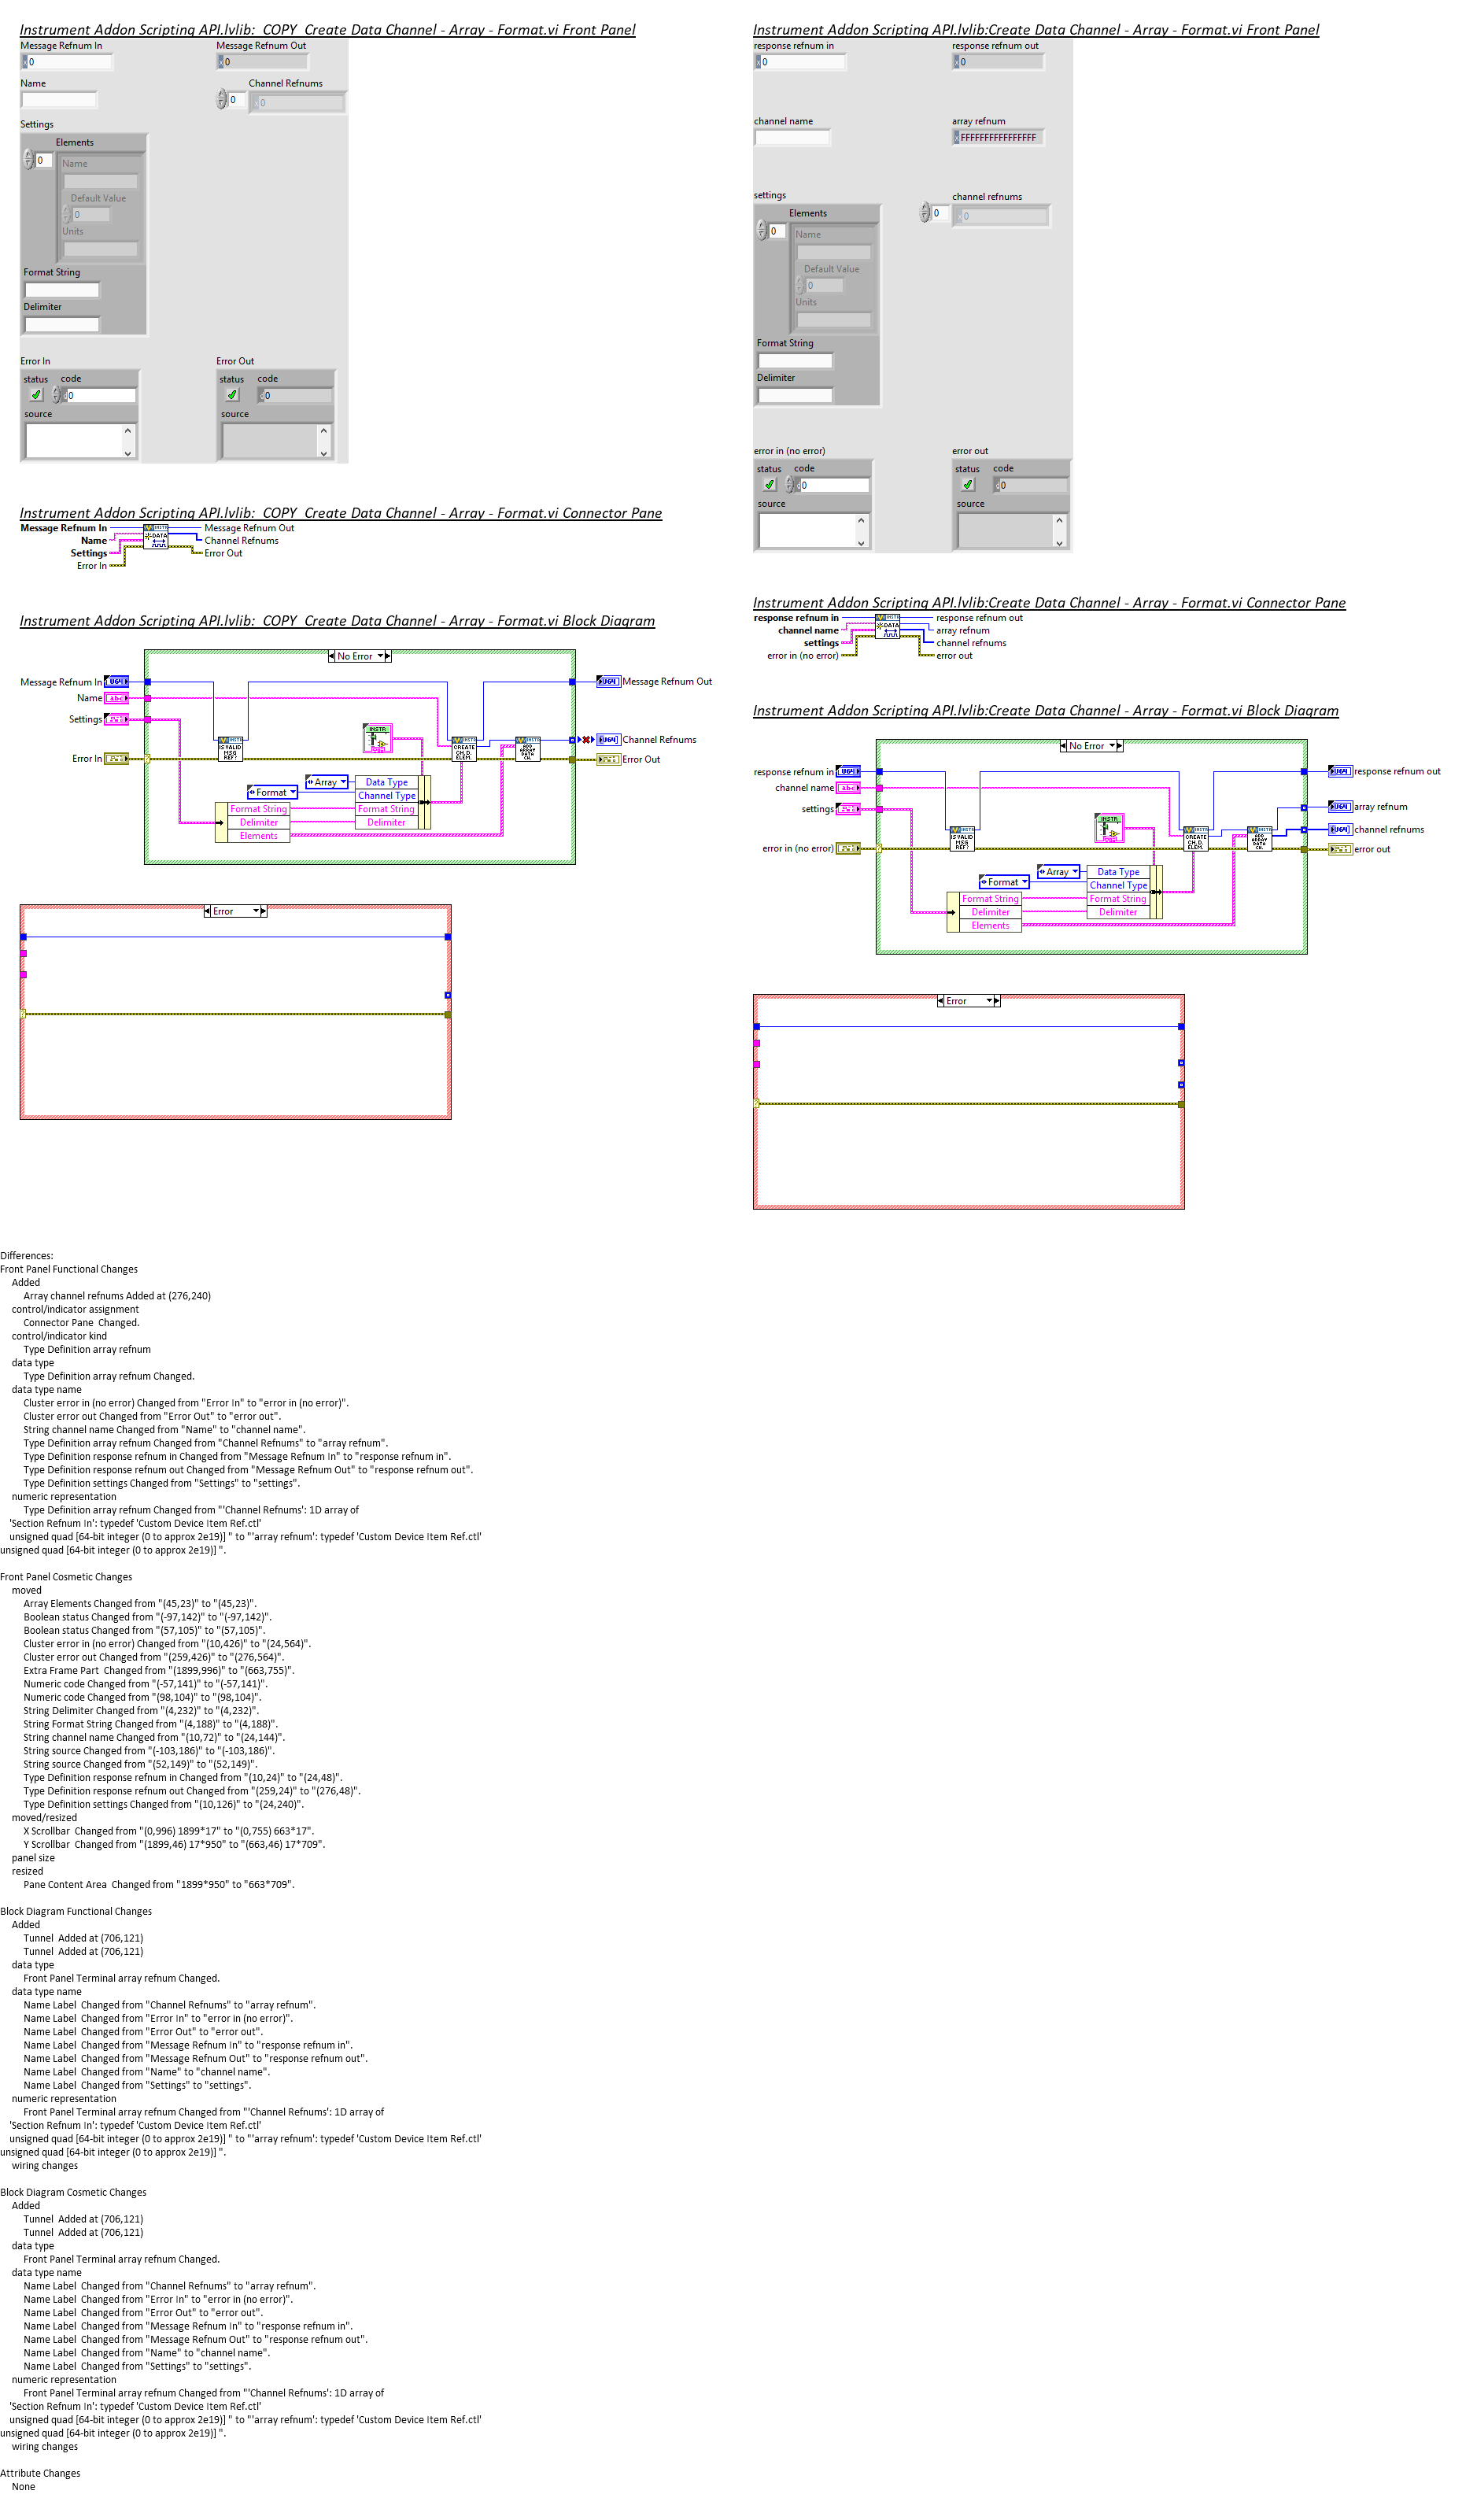 Instrument Addon Scripting API.lvlib:_COPY_Create Data Channel - Array - Format.vi Front Panel
Message Refnum In
Message Refnum Out
0
0
Name
Channel Refnums
0
0
Settings
Elements
0
Name
Default Value
0
Units
Format String
Delimiter
Error In
Error Out
status
code
status
code
0
0
source
source
Instrument Addon Scripting API.lvlib:_COPY_Create Data Channel - Array - Format.vi Connector Pane
Message Refnum In
Message Refnum Out
Name
Channel Refnums
Settings
Error Out
Error In
DATA
Instrument Addon Scripting API.lvlib:_COPY_Create Data Channel - Array - Format.vi Block Diagram
No Error
Message Refnum In
U64
U64
Message Refnum Out
Name
abc
Settings
INSTR
IS VALID MSG REF?
CREATE CH.D. ELEM.
ADD ARRAY DATA CH.
U64
Channel Refnums
Error In
Error Out
Array
Data Type
Format
Channel Type
Format String
Format String
Delimiter
Delimiter
Elements
Error
Instrument Addon Scripting API.lvlib:Create Data Channel - Array - Format.vi Front Panel
response refnum in
response refnum out
0
0
channel name
array refnum
FFFFFFFFFFFFFFFF
settings
channel refnums
Elements
0
0
0
Name
Default Value
0
Units
Format String
Delimiter
error in (no error)
error out
status
code
status
code
0
0
source
source
Instrument Addon Scripting API.lvlib:Create Data Channel - Array - Format.vi Connector Pane
response refnum in
response refnum out
channel name
array refnum
settings
channel refnums
error in (no error)
error out
DATA
Instrument Addon Scripting API.lvlib:Create Data Channel - Array - Format.vi Block Diagram
No Error
response refnum in
U64
U64
response refnum out
channel name
abc
settings
U64
array refnum
INSTR
IS VALID MSG REF?
CREATE CH.D. ELEM.
ADD ARRAY DATA CH.
U64
channel refnums
error in (no error)
error out
Array
Data Type
Format
Channel Type
Format String
Format String
Delimiter
Delimiter
Elements
Error
Differences:
Front Panel Functional Changes
Added
Array channel refnums Added at (276,240)
control/indicator assignment
Connector Pane  Changed.
control/indicator kind
Type Definition array refnum
data type
Type Definition array refnum Changed.
data type name
Cluster error in (no error) Changed from "Error In" to "error in (no error)".
Cluster error out Changed from "Error Out" to "error out".
String channel name Changed from "Name" to "channel name".
Type Definition array refnum Changed from "Channel Refnums" to "array refnum".
Type Definition response refnum in Changed from "Message Refnum In" to "response refnum in".
Type Definition response refnum out Changed from "Message Refnum Out" to "response refnum out".
Type Definition settings Changed from "Settings" to "settings".
numeric representation
Type Definition array refnum Changed from "'Channel Refnums': 1D array of
'Section Refnum In': typedef 'Custom Device Item Ref.ctl'
unsigned quad [64-bit integer (0 to approx 2e19)] " to "'array refnum': typedef 'Custom Device Item Ref.ctl'
unsigned quad [64-bit integer (0 to approx 2e19)] ".
Front Panel Cosmetic Changes
moved
Array Elements Changed from "(45,23)" to "(45,23)".
Boolean status Changed from "(-97,142)" to "(-97,142)".
Boolean status Changed from "(57,105)" to "(57,105)".
Cluster error in (no error) Changed from "(10,426)" to "(24,564)".
Cluster error out Changed from "(259,426)" to "(276,564)".
Extra Frame Part  Changed from "(1899,996)" to "(663,755)".
Numeric code Changed from "(-57,141)" to "(-57,141)".
Numeric code Changed from "(98,104)" to "(98,104)".
String Delimiter Changed from "(4,232)" to "(4,232)".
String Format String Changed from "(4,188)" to "(4,188)".
String channel name Changed from "(10,72)" to "(24,144)".
String source Changed from "(-103,186)" to "(-103,186)".
String source Changed from "(52,149)" to "(52,149)".
Type Definition response refnum in Changed from "(10,24)" to "(24,48)".
Type Definition response refnum out Changed from "(259,24)" to "(276,48)".
Type Definition settings Changed from "(10,126)" to "(24,240)".
moved/resized
X Scrollbar  Changed from "(0,996) 1899*17" to "(0,755) 663*17".
Y Scrollbar  Changed from "(1899,46) 17*950" to "(663,46) 17*709".
panel size
resized
Pane Content Area  Changed from "1899*950" to "663*709".
Block Diagram Functional Changes
Added
Tunnel  Added at (706,121)
Tunnel  Added at (706,121)
data type
Front Panel Terminal array refnum Changed.
data type name
Name Label  Changed from "Channel Refnums" to "array refnum".
Name Label  Changed from "Error In" to "error in (no error)".
Name Label  Changed from "Error Out" to "error out".
Name Label  Changed from "Message Refnum In" to "response refnum in".
Name Label  Changed from "Message Refnum Out" to "response refnum out".
Name Label  Changed from "Name" to "channel name".
Name Label  Changed from "Settings" to "settings".
numeric representation
Front Panel Terminal array refnum Changed from "'Channel Refnums': 1D array of
'Section Refnum In': typedef 'Custom Device Item Ref.ctl'
unsigned quad [64-bit integer (0 to approx 2e19)] " to "'array refnum': typedef 'Custom Device Item Ref.ctl'
unsigned quad [64-bit integer (0 to approx 2e19)] ".
wiring changes
Block Diagram Cosmetic Changes
Added
Tunnel  Added at (706,121)
Tunnel  Added at (706,121)
data type
Front Panel Terminal array refnum Changed.
data type name
Name Label  Changed from "Channel Refnums" to "array refnum".
Name Label  Changed from "Error In" to "error in (no error)".
Name Label  Changed from "Error Out" to "error out".
Name Label  Changed from "Message Refnum In" to "response refnum in".
Name Label  Changed from "Message Refnum Out" to "response refnum out".
Name Label  Changed from "Name" to "channel name".
Name Label  Changed from "Settings" to "settings".
numeric representation
Front Panel Terminal array refnum Changed from "'Channel Refnums': 1D array of
'Section Refnum In': typedef 'Custom Device Item Ref.ctl'
unsigned quad [64-bit integer (0 to approx 2e19)] " to "'array refnum': typedef 'Custom Device Item Ref.ctl'
unsigned quad [64-bit integer (0 to approx 2e19)] ".
wiring changes
Attribute Changes
None